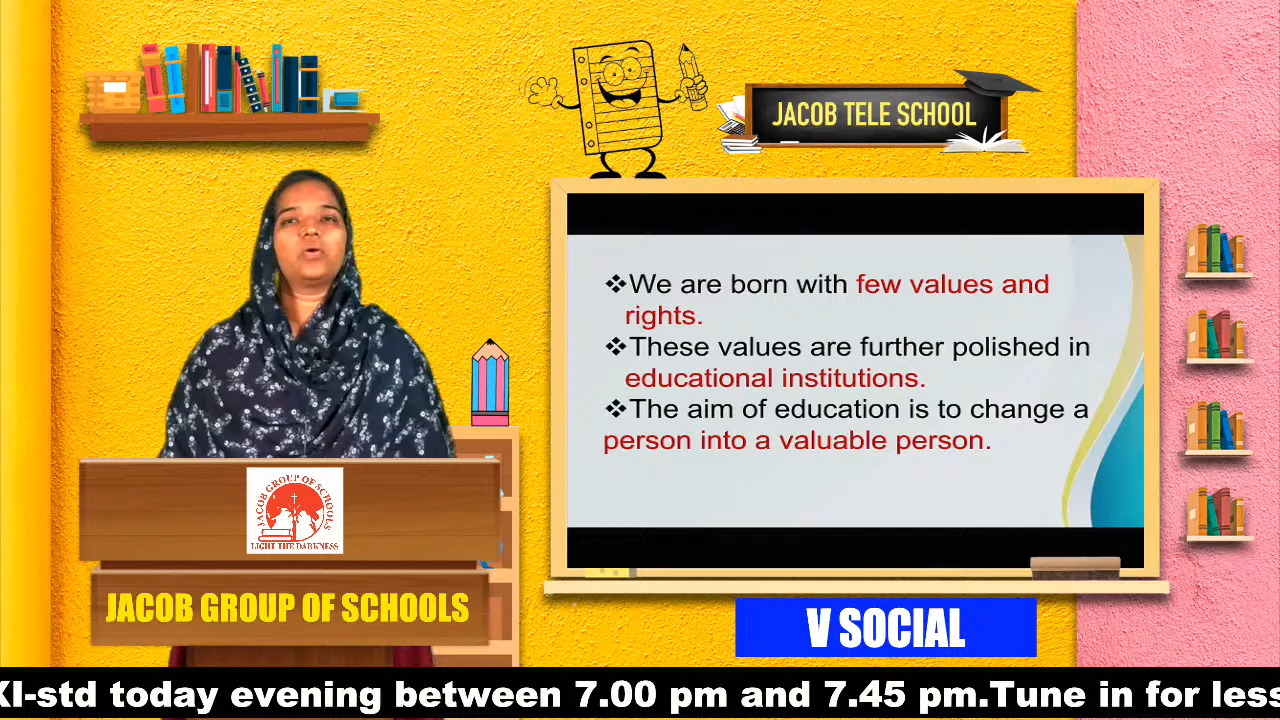 JACOB TELE SCHOOL
❖We are born with few values and
rights.
❖These values are further polished in
educational institutions.
❖The aim of education is to change a
person into a valuable person.
JACOB GROUP OF SCHOOLS
LIGHT THE DARKNESS
JACOB GROUP OF SCHOOLS
V SOCIAL
XI-std today evening between 7.00 pm and 7.45 pm.Tune in for less